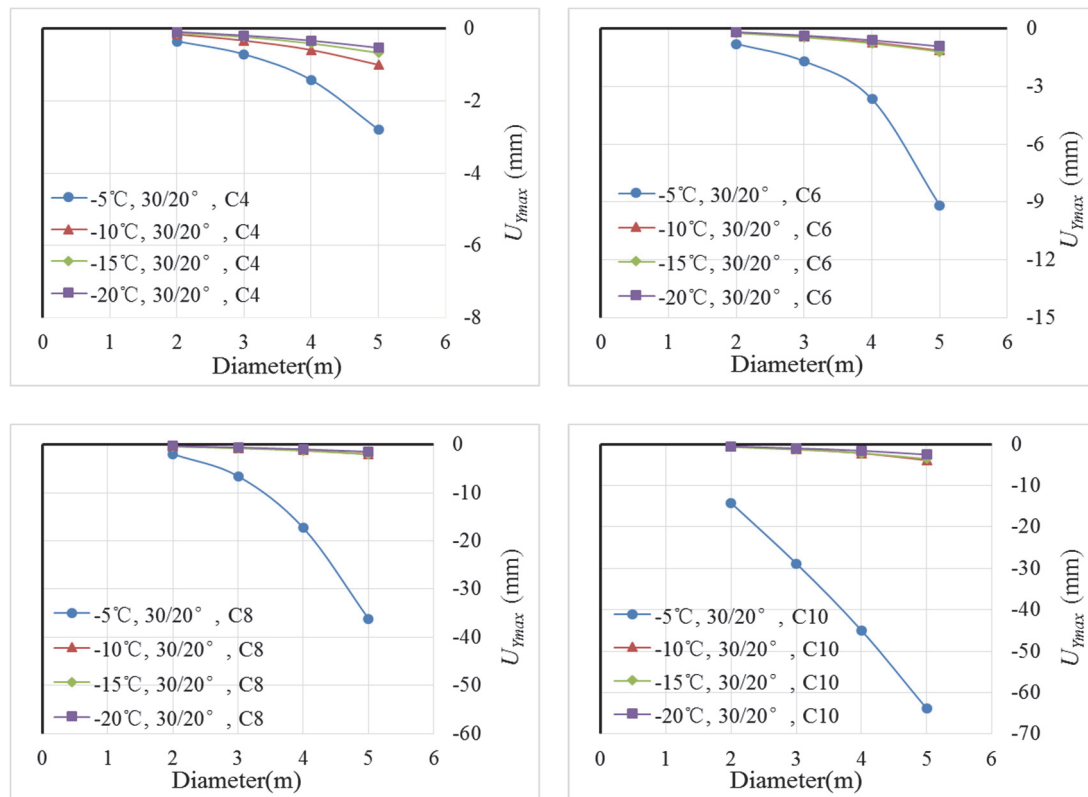 0
-2
-4
-6
-8
U_Ymax (mm)
-5℃, 30/20° , C4
-10℃, 30/20° , C4
-15℃, 30/20° , C4
-20℃, 30/20° , C4
0 1 2 3 4 5 6
Diameter(m)
0
-3
-6
-9
-12
-15
U_Ymax (mm)
-5℃, 30/20° , C6
-10℃, 30/20° , C6
-15℃, 30/20° , C6
-20℃, 30/20° , C6
0 1 2 3 4 5 6
Diameter(m)
0
-10
-20
-30
-40
-50
-60
U_Ymax (mm)
-5℃, 30/20° , C8
-10℃, 30/20° , C8
-15℃, 30/20° , C8
-20℃, 30/20° , C8
0 1 2 3 4 5 6
Diameter(m)
0
-10
-20
-30
-40
-50
-60
-70
U_Ymax (mm)
-5℃, 30/20° , C10
-10℃, 30/20° , C10
-15℃, 30/20° , C10
-20℃, 30/20° , C10
0 1 2 3 4 5 6
Diameter(m)